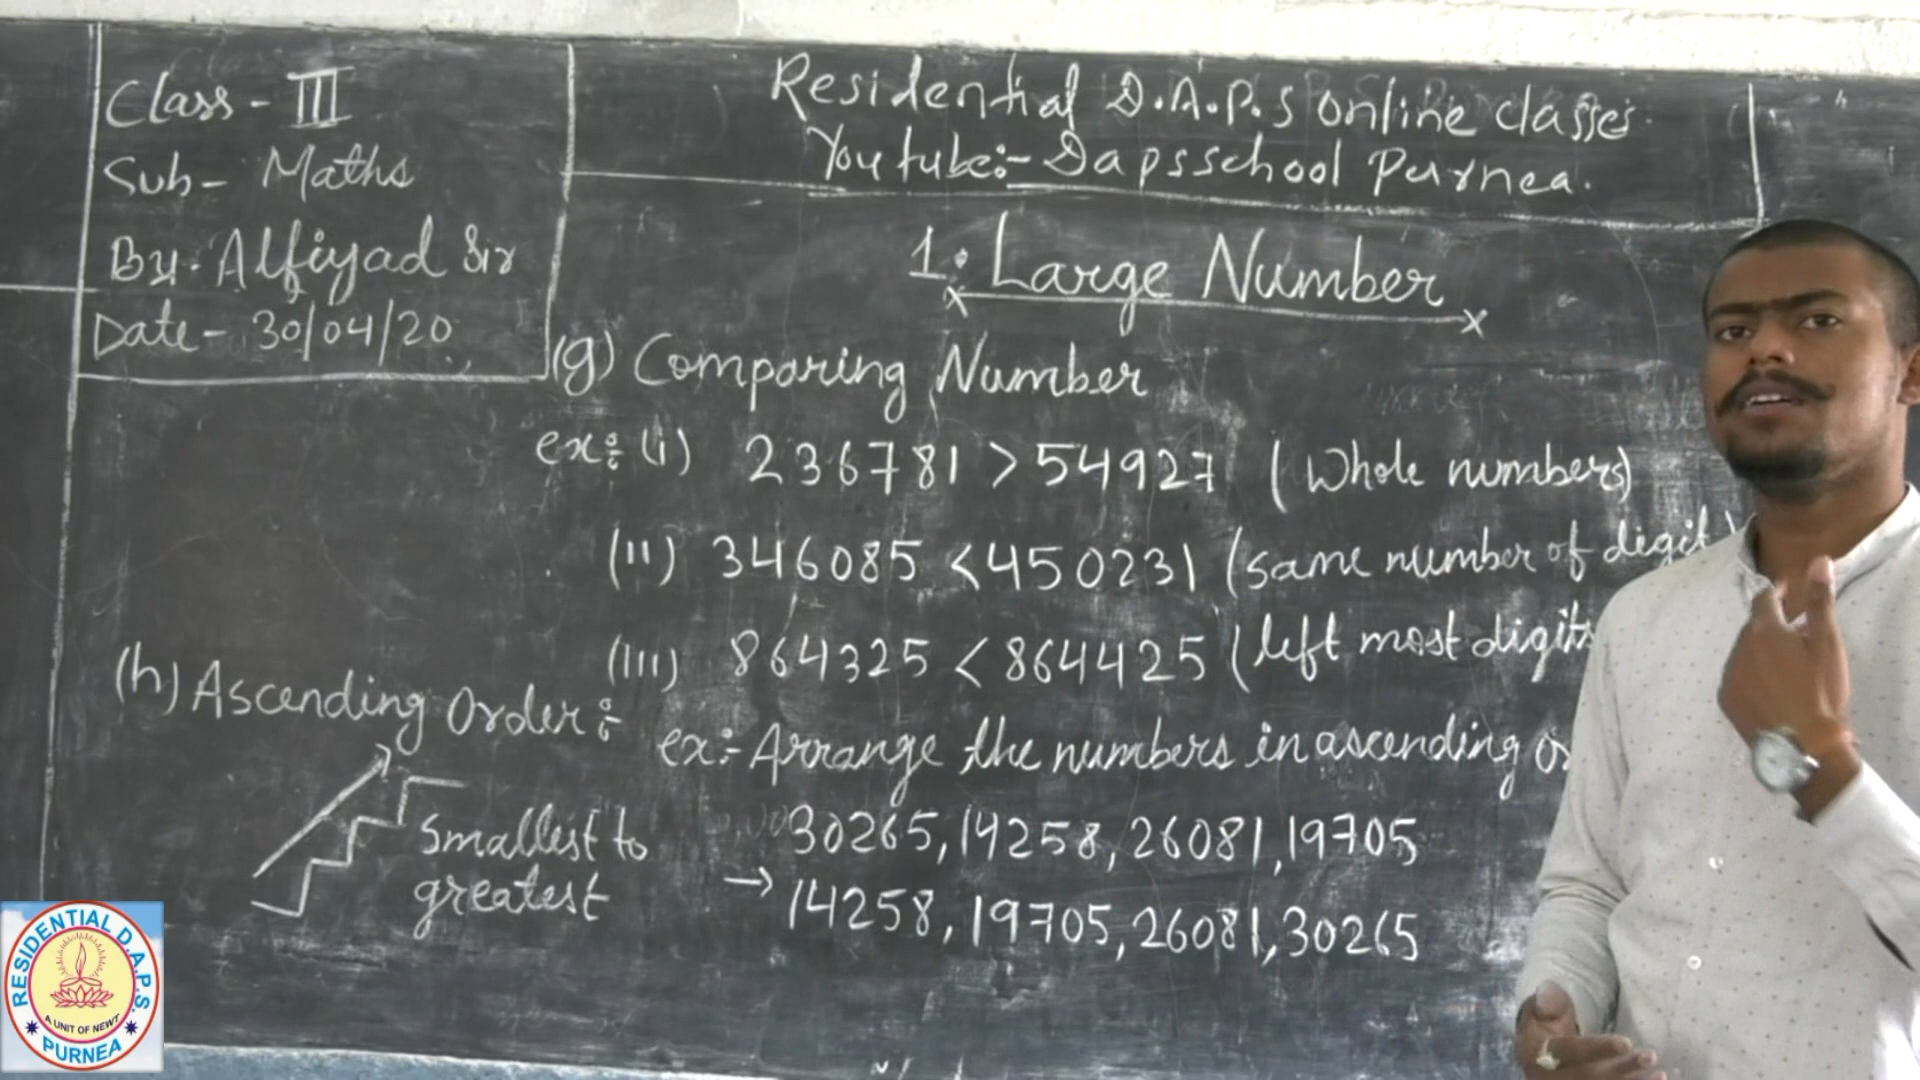 Class - III
Sub - Maths
By:- Alfiyad Sir
Date - 30/04/20
Residential D.A.P.S online classes
Youtube:- Dapsschool Purnea.
1. Large Number
(g) Comparing Number
ex: (i) 236781 > 54927 (Whole numbers)
(ii) 346085 < 450231 (same number of digit)
(iii) 864325 < 864425 (left most digits
(h) Ascending Order:
Smallest to
greatest
ex:- Arrange the numbers in ascending or
30265, 14258, 26081, 19705
→ 14258, 19705, 26081, 30265
RESIDENTIAL D.A.P.S.
A UNIT OF NEWT
PURNEA